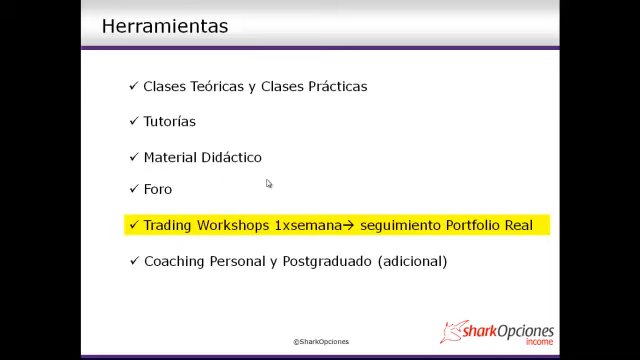 Herramientas
✓ Clases Teóricas y Clases Prácticas
✓ Tutorías
✓ Material Didáctico
✓ Foro
✓ Trading Workshops 1xsemana→ seguimiento Portfolio Real
✓ Coaching Personal y Postgraduado (adicional)
©SharkOpciones
sharkOpciones
income